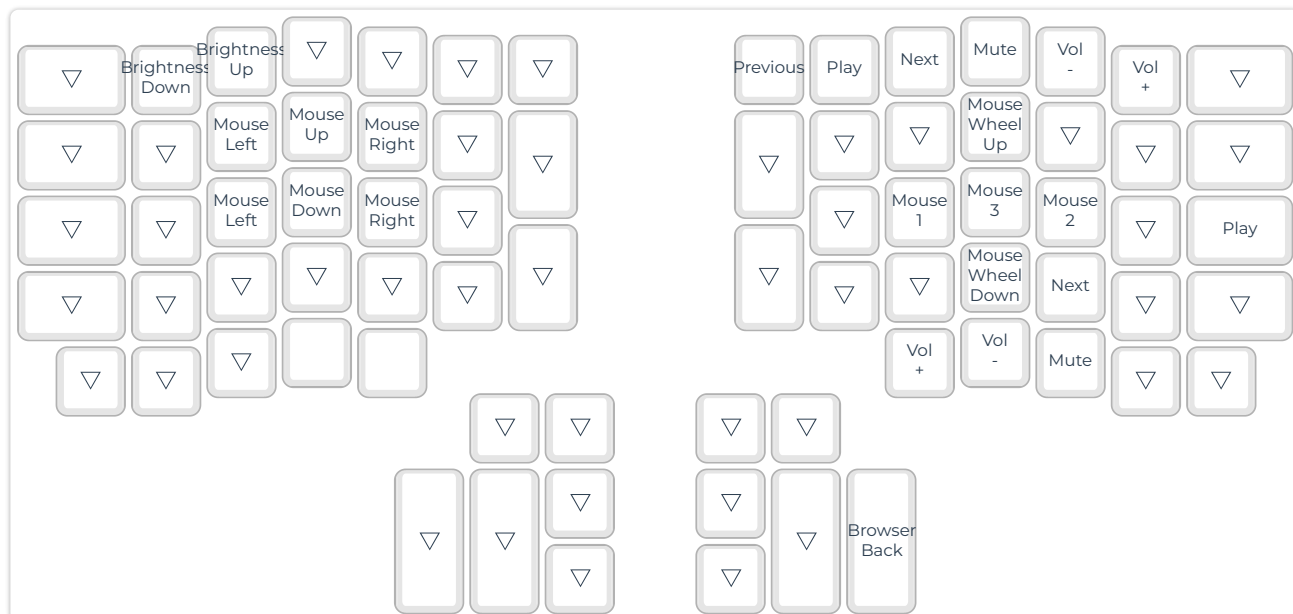 Brightness
Down
Brightness
Up
Previous
Play
Next
Mute
Vol
-
Vol
+
Mouse
Left
Mouse
Up
Mouse
Right
Mouse
Wheel
Up
Mouse
Left
Mouse
Down
Mouse
Right
Mouse
1
Mouse
3
Mouse
2
Play
Mouse
Wheel
Down
Next
Vol
+
Vol
-
Mute
Browser
Back